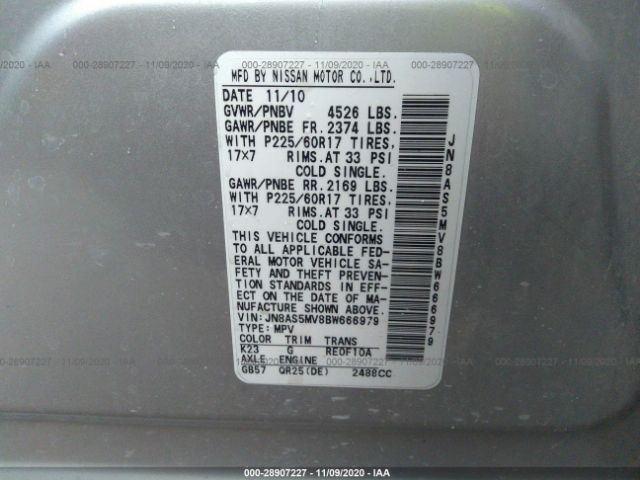 000-28907227 - 11/09/2020 - IAA
MFD BY NISSAN MOTOR CO.,LTD.
DATE 11/10
GVWR/PNBV 4526 LBS.
GAWR/PNBE FR. 2374 LBS.
WITH P225/60R17 TIRES,
17×7 RIMS.AT 33 PSI
COLD SINGLE.
GAWR/PNBE RR. 2169 LBS.
WITH P225/60R17 TIRES,
17×7 RIMS.AT 33 PSI
COLD SINGLE.
THIS VEHICLE CONFORMS
TO ALL APPLICABLE FED-
ERAL MOTOR VEHICLE SA-
FETY AND THEFT PREVEN-
TION STANDARDS IN EFF-
ECT ON THE DATE OF MA-
NUFACTURE SHOWN ABOVE.
VIN:JN8AS5MV8BW666979
TYPE:MPV
COLOR TRIM TRANS
K23 G RE0F10A
AXLE ENGINE
GB57 QR25(DE) 2488CC
JN8AS5MV8BW666979
000-28907227 - 11/09/2020 - IAA